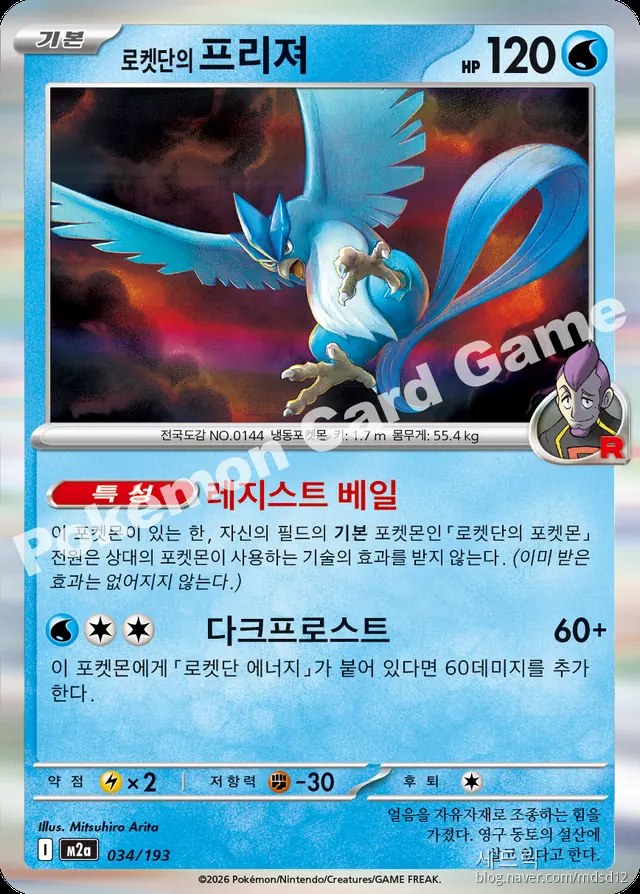 기본
로켓단의 프리져
HP 120
전국도감 NO.0144 냉동포켓몬 키: 1.7 m 몸무게: 55.4 kg
R
특성 레지스트 베일
이 포켓몬이 있는 한, 자신의 필드의 기본 포켓몬인 「로켓단의 포켓몬」
전원은 상대의 포켓몬이 사용하는 기술의 효과를 받지 않는다. (이미 받은
효과는 없어지지 않는다.)
다크프로스트 60+
이 포켓몬에게 「로켓단 에너지」가 붙어 있다면 60데미지를 추가
한다.
약점 ×2 저항력 -30 후퇴
얼음을 자유자재로 조종하는 힘을
가졌다. 영구 동토의 설산에
살고 있다고 한다.
Illus. Mitsuhiro Arita
I M2a 034/193
©2026 Pokémon/Nintendo/Creatures/GAME FREAK.
Pokémon Card Game
blog.naver.com/mdsd12